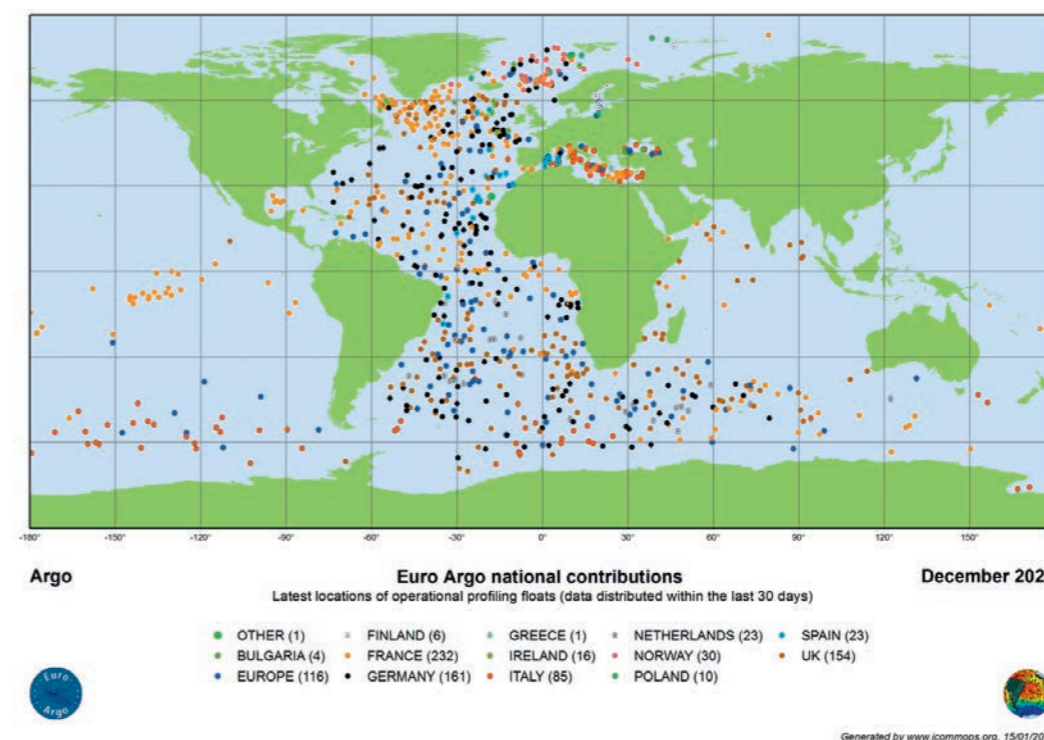 -180° -150° -120° -90° -60° -30° 0° 30° 60° 90° 120° 150°
Argo Euro Argo national contributions December 202
Latest locations of operational profiling floats (data distributed within the last 30 days)
OTHER (1) FINLAND (6) GREECE (1) NETHERLANDS (23) SPAIN (23)
BULGARIA (4) FRANCE (232) IRELAND (16) NORWAY (30) UK (154)
EUROPE (116) GERMANY (161) ITALY (85) POLAND (10)
Euro
Argo
Generated by www.jcommops.org, 15/01/20